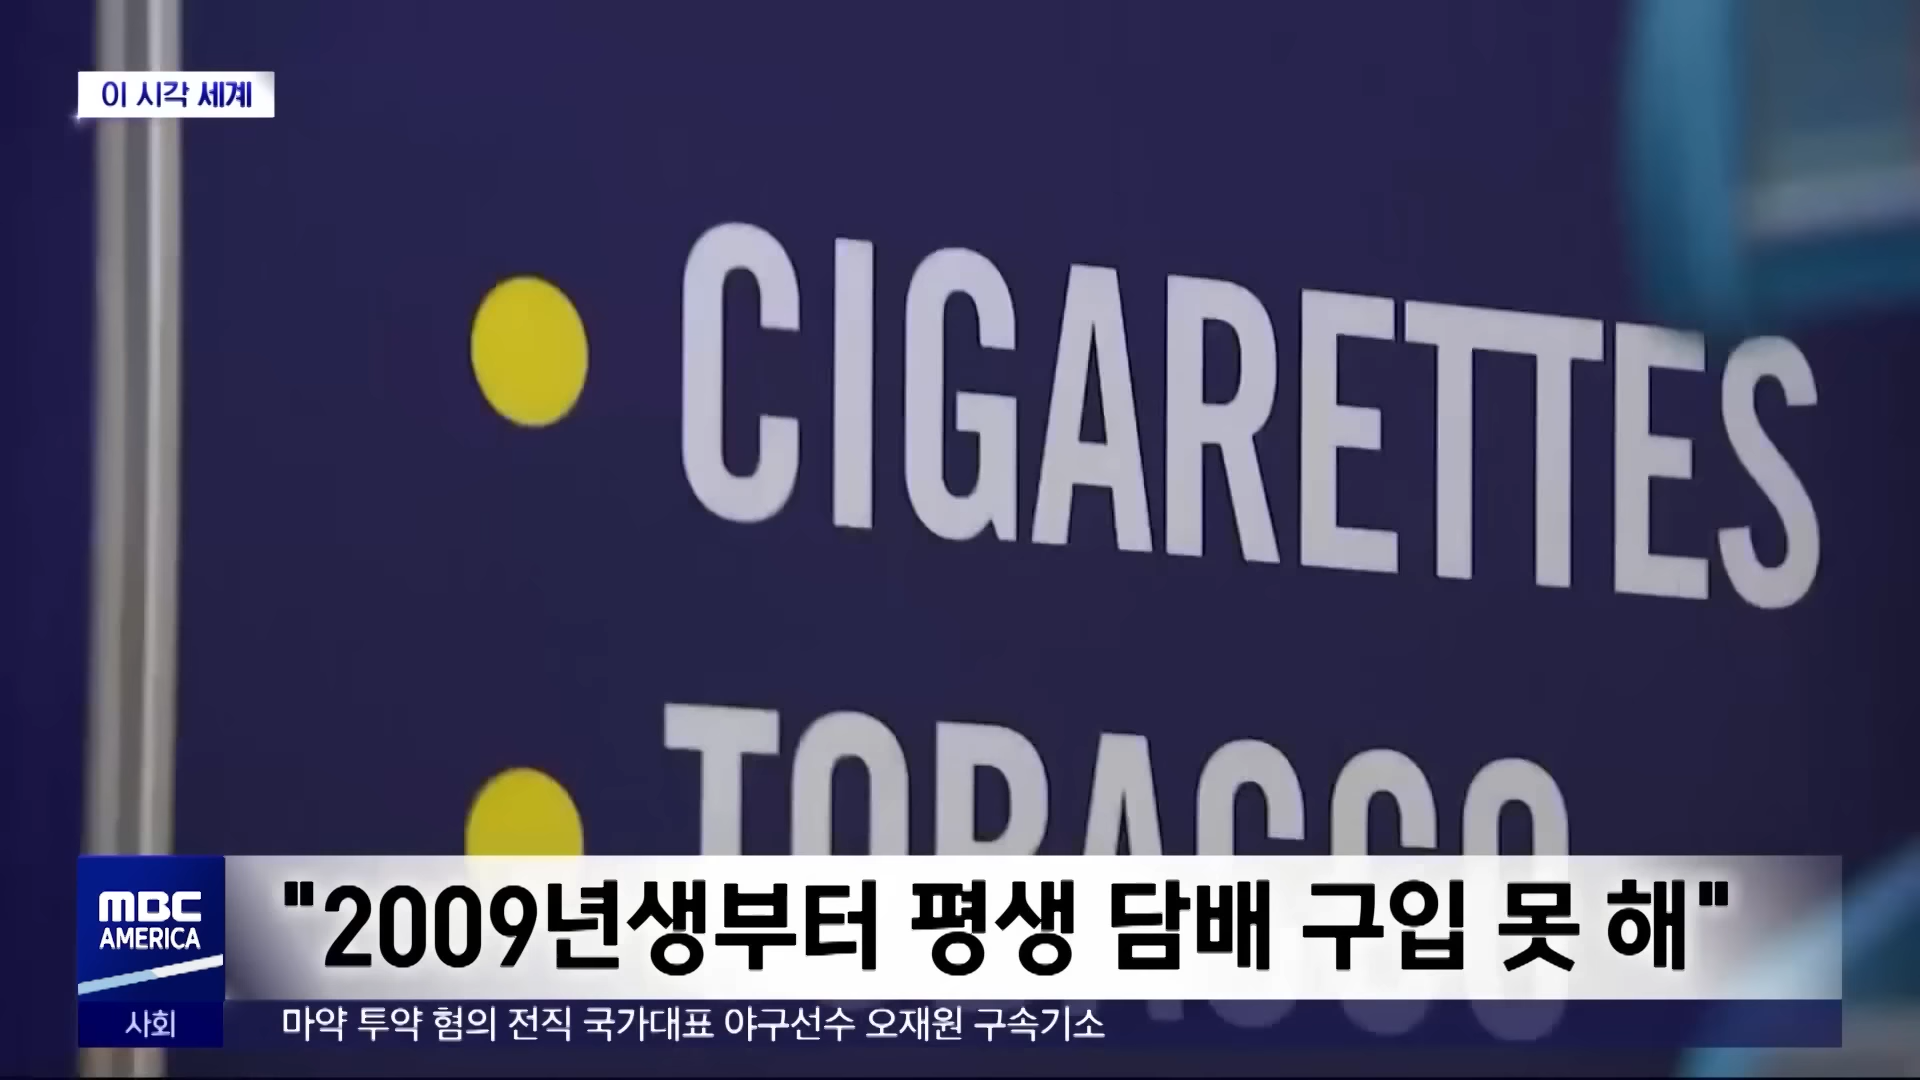 이 시각 세계
CIGARETTES
TOBACCO
MBC
AMERICA
"2009년생부터 평생 담배 구입 못 해"
사회
마약 투약 혐의 전직 국가대표 야구선수 오재원 구속기소